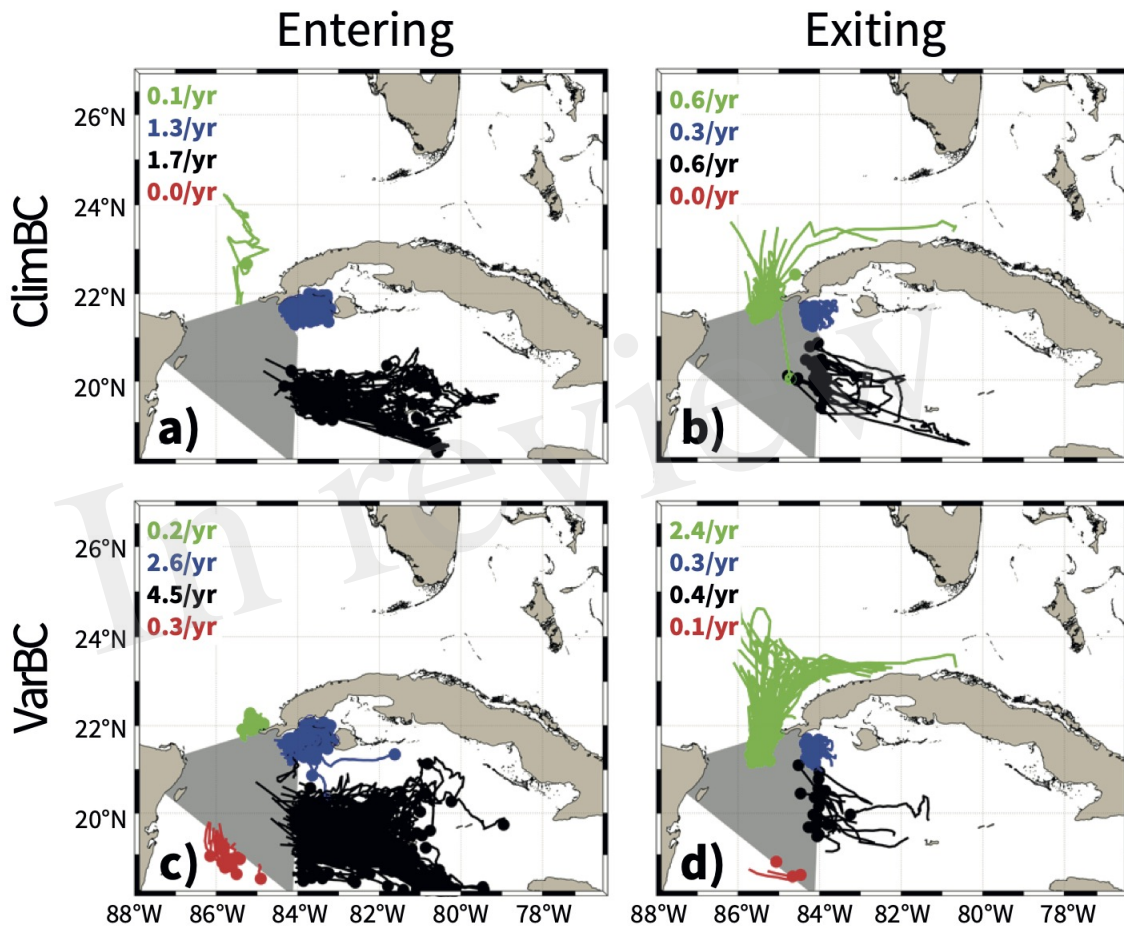 Entering Exiting
ClimBC
VarBC
26°N
24°N
22°N
20°N
0.1/yr
1.3/yr
1.7/yr
0.0/yr
a)
0.6/yr
0.3/yr
0.6/yr
0.0/yr
b)
26°N
24°N
22°N
20°N
0.2/yr
2.6/yr
4.5/yr
0.3/yr
c)
2.4/yr
0.3/yr
0.4/yr
0.1/yr
d)
88°W 86°W 84°W 82°W 80°W 78°W
88°W 86°W 84°W 82°W 80°W 78°W
In review